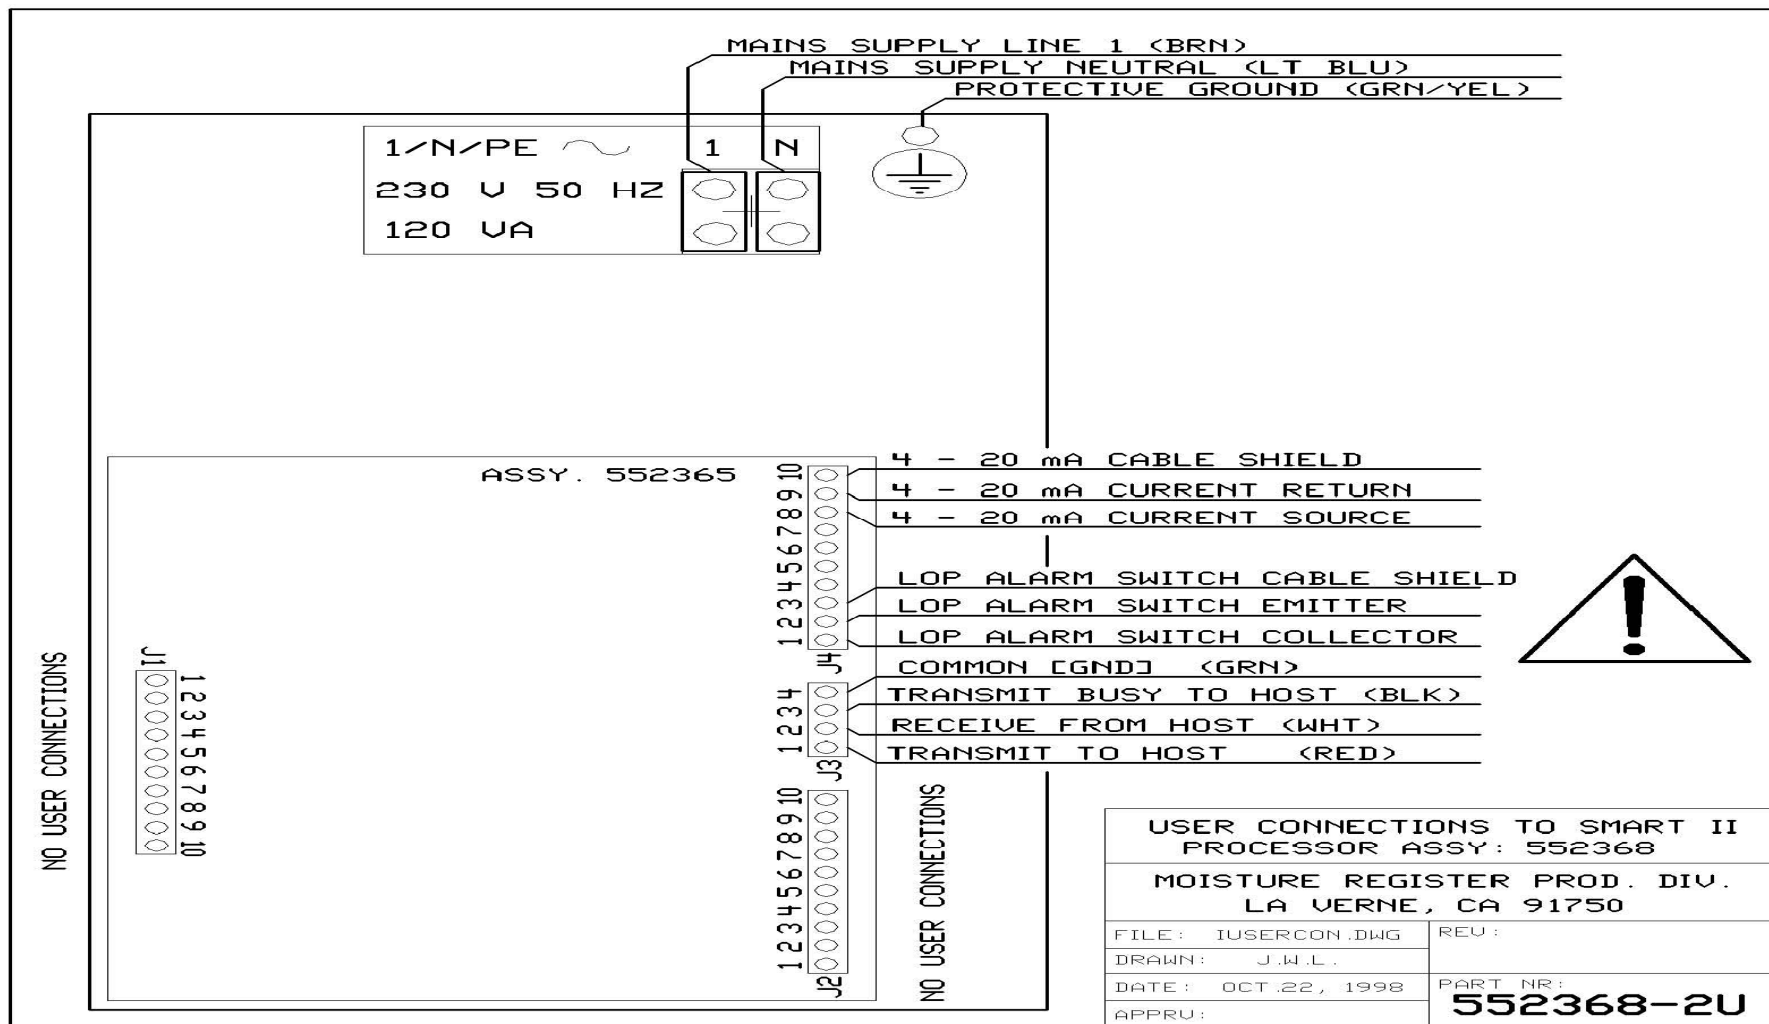 MAINS SUPPLY LINE 1 (BRN)
MAINS SUPPLY NEUTRAL (LT BLU)
PROTECTIVE GROUND (GRN/YEL)
1/N/PE 1 N
230 V 50 HZ
120 VA
ASSY. 552365
10
9
8
7
6
5
4
3
2
1
J4
4 - 20 mA CABLE SHIELD
4 - 20 mA CURRENT RETURN
4 - 20 mA CURRENT SOURCE
LOP ALARM SWITCH CABLE SHIELD
LOP ALARM SWITCH EMITTER
LOP ALARM SWITCH COLLECTOR
COMMON [GND] (GRN)
TRANSMIT BUSY TO HOST (BLK)
RECEIVE FROM HOST (WHT)
TRANSMIT TO HOST (RED)
4
3
2
1
J3
NO USER CONNECTIONS
J1
1
2
3
4
5
6
7
8
9
10
10
9
8
7
6
5
4
3
2
1
J2
NO USER CONNECTIONS
USER CONNECTIONS TO SMART II
PROCESSOR ASSY: 552368
MOISTURE REGISTER PROD. DIV.
LA VERNE, CA 91750
FILE: IUSERCON.DWG
REV:
DRAWN: J.W.L.
DATE: OCT.22, 1998
PART NR:
552368-2U
APPRV: